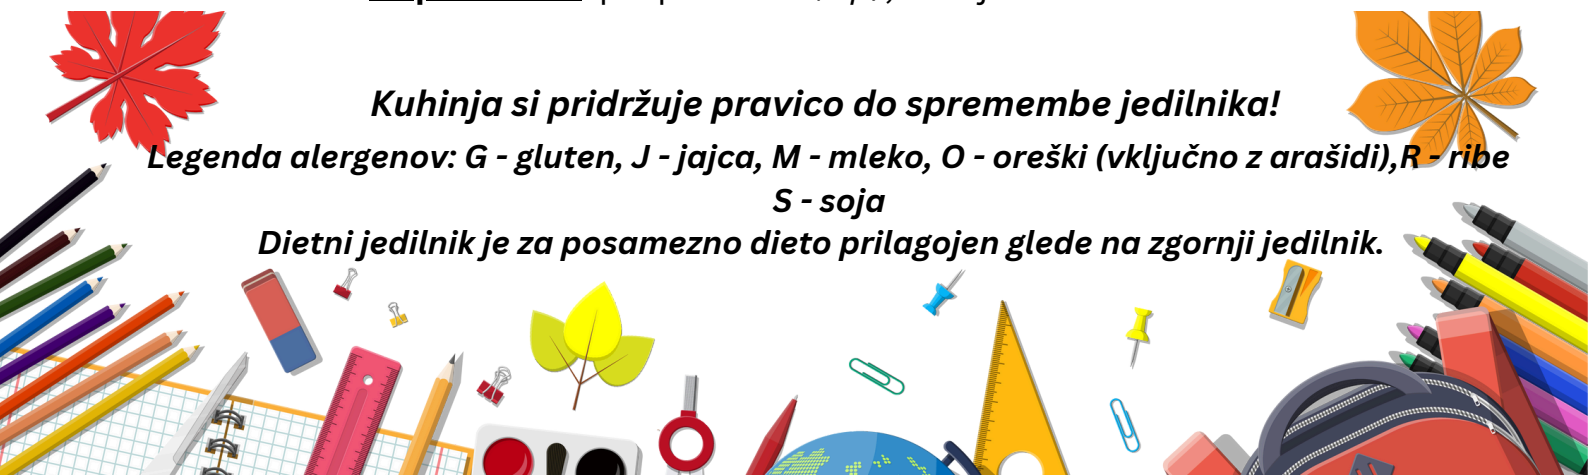 Kuhinja si pridržuje pravico do spremembe jedilnika!
Legenda alergenov: G - gluten, J - jajca, M - mleko, O - oreški (vključno z arašidi),R - ribe
S - soja
Dietni jedilnik je za posamezno dieto prilagojen glede na zgornji jedilnik.